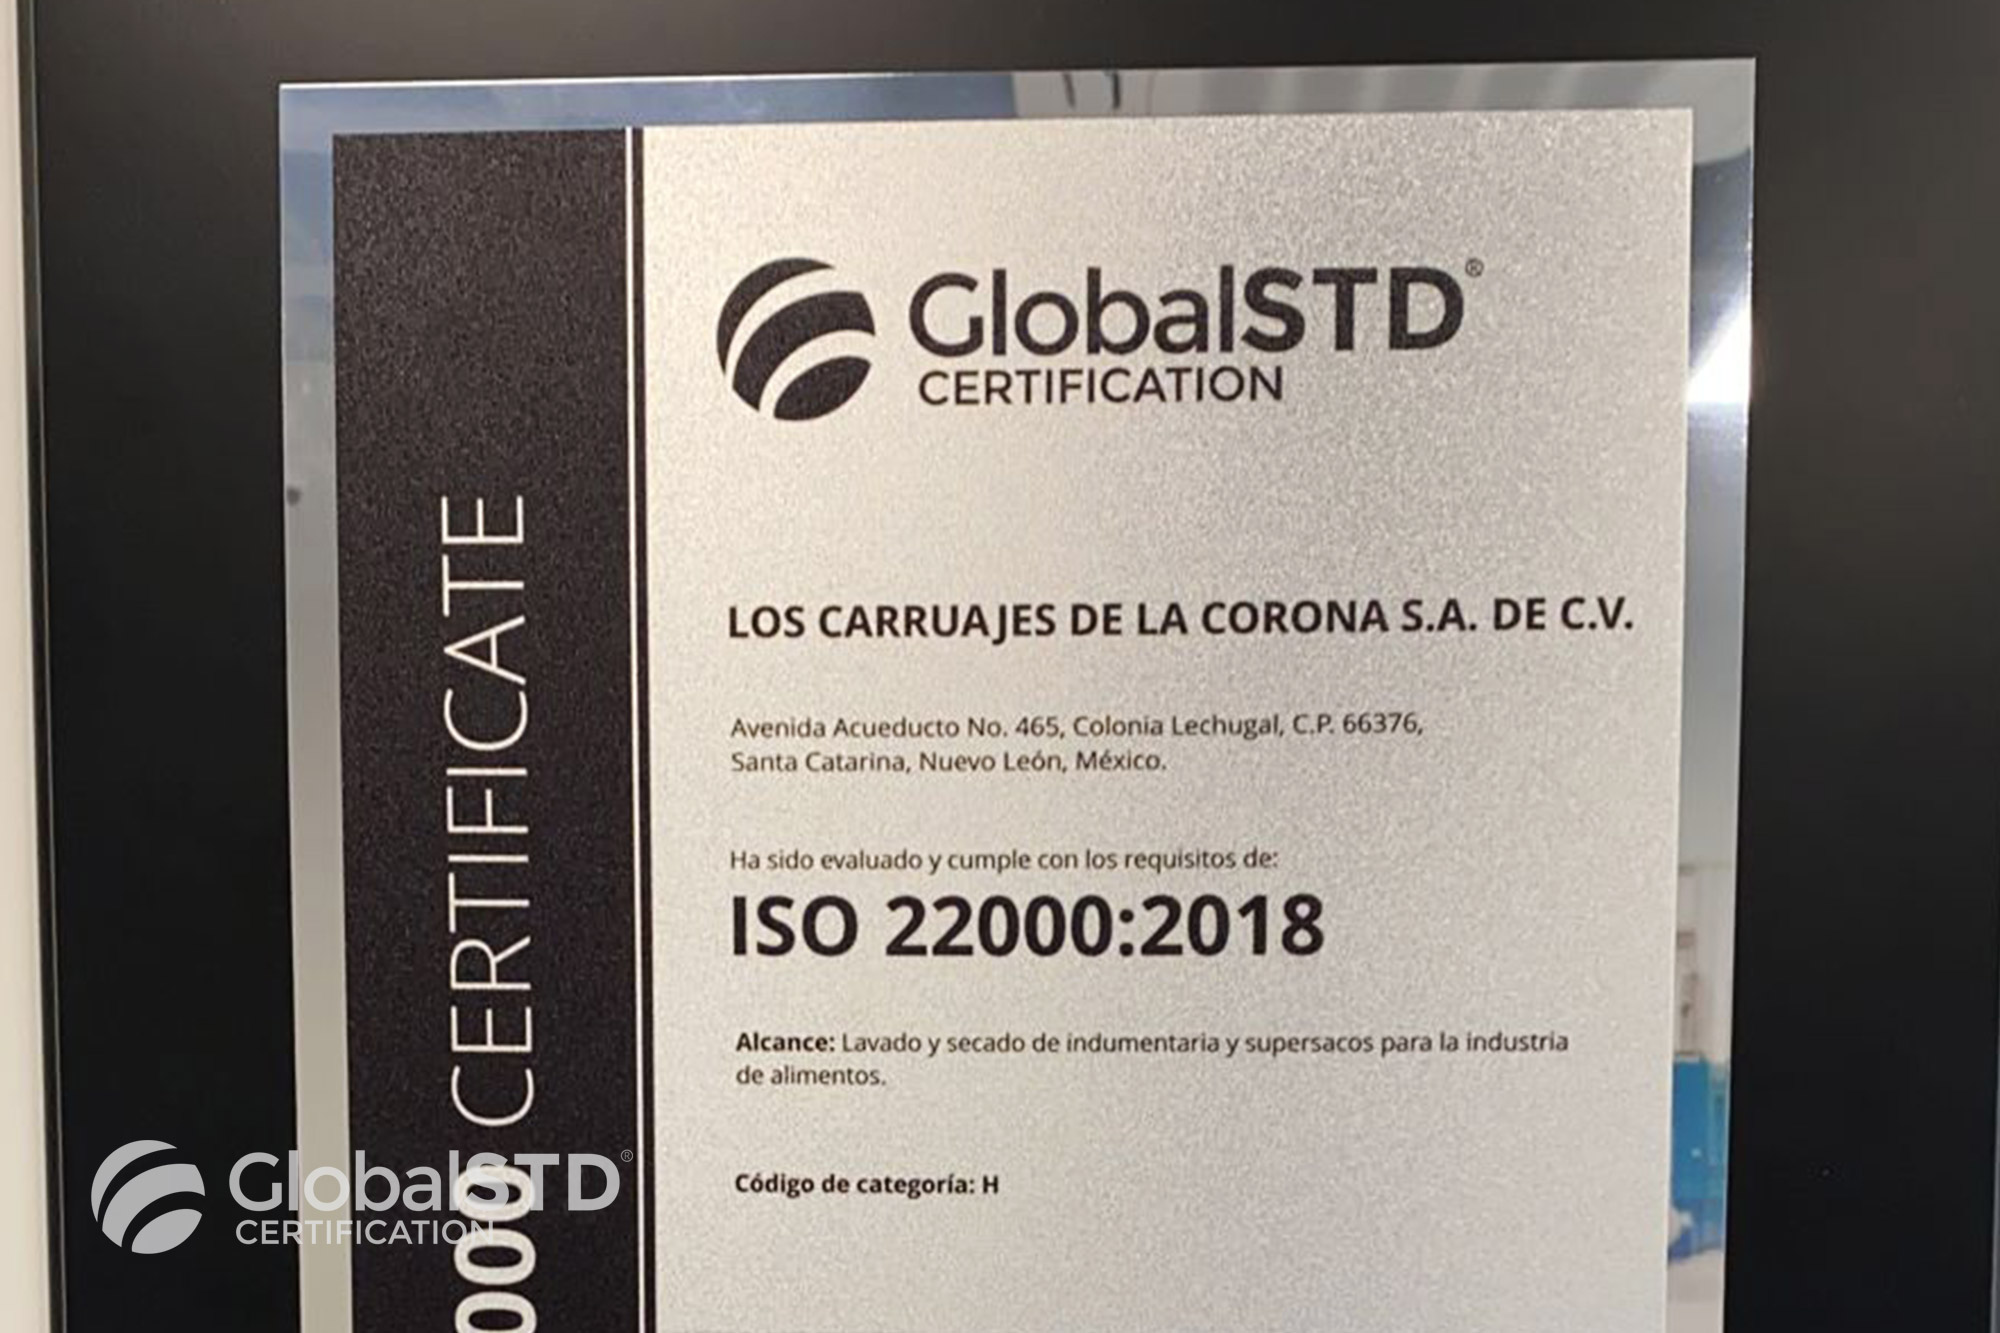 GlobalSTD®
CERTIFICATION
LOS CARRUAJES DE LA CORONA S.A. DE C.V.
Avenida Acueducto No. 465, Colonia Lechugal, C.P. 66376,
Santa Catarina, Nuevo León, México.
Ha sido evaluado y cumple con los requisitos de:
ISO 22000:2018
Alcance: Lavado y secado de indumentaria y supersacos para la industria
de alimentos.
Código de categoría: H
000 CERTIFICATE
GlobalSTD®
CERTIFICATION